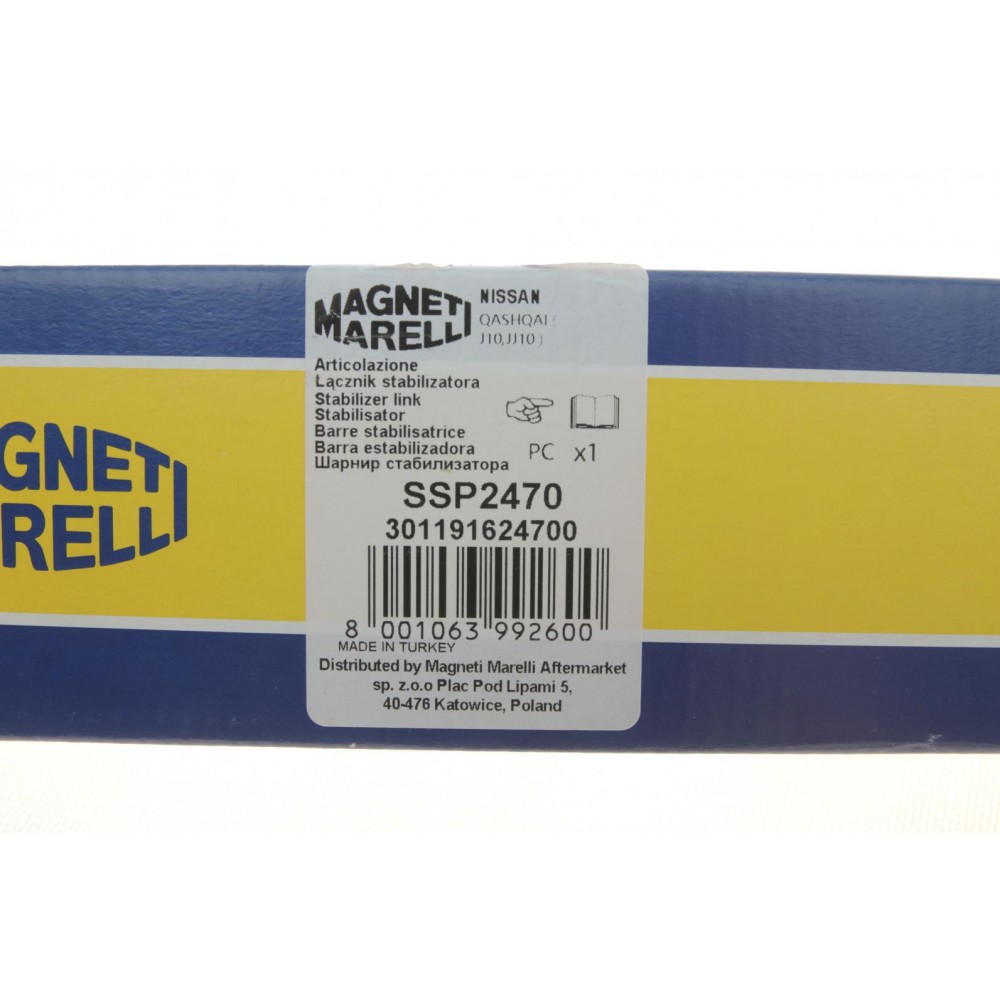 MAGNETI
MARELLI
NISSAN
QASHQAI (
J10,JJ10 )
Articolazione
Łącznik stabilizatora
Stabilizer link
Stabilisator
Barre stabilisatrice
Barra estabilizadora
Шарнир стабилизатора
PC x1
SSP2470
301191624700
8 001063 992600
MADE IN TURKEY
Distributed by Magneti Marelli Aftermarket
sp. z.o.o Plac Pod Lipami 5,
40-476 Katowice, Poland
AGNETI
RELLI